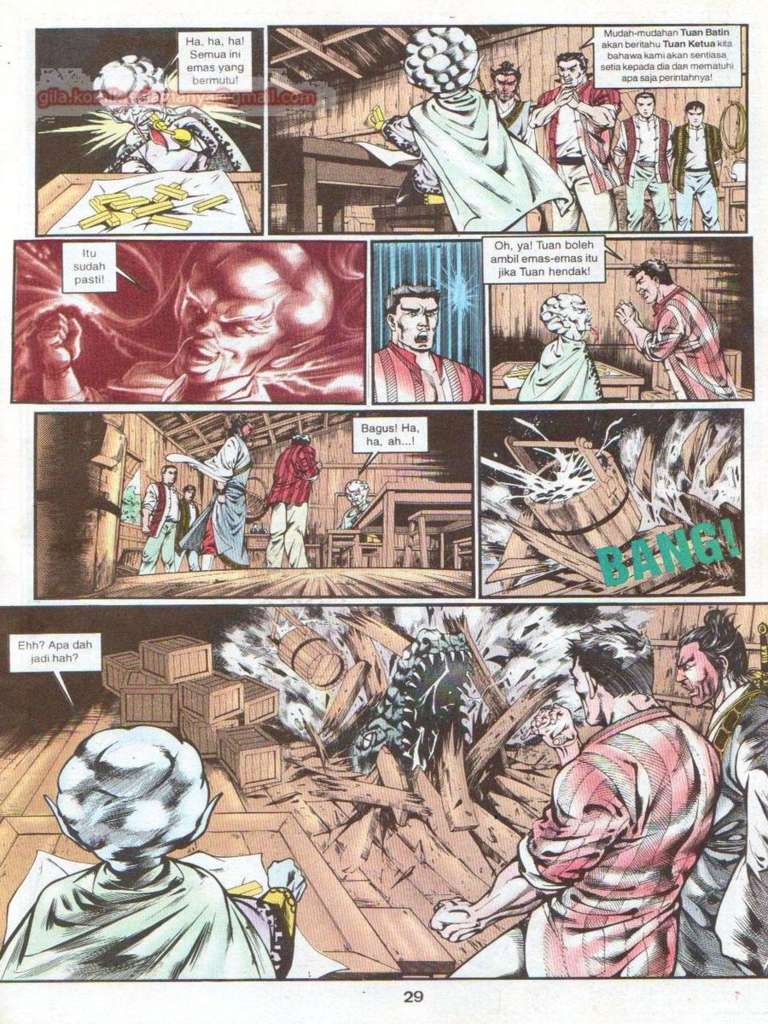 Ha, ha, ha!
Semua ini
emas yang
bermutu!
Mudah-mudahan Tuan Batin
akan beritahu Tuan Ketua kita
bahawa kami akan sentiasa
setia kepada dia dan mematuhi
apa saja perintahnya!
Itu
sudah
pasti!
Oh, ya! Tuan boleh
ambil emas-emas itu
jika Tuan hendak!
Bagus! Ha,
ha, ah...!
BANG!
Ehh? Apa dah
jadi hah?
29